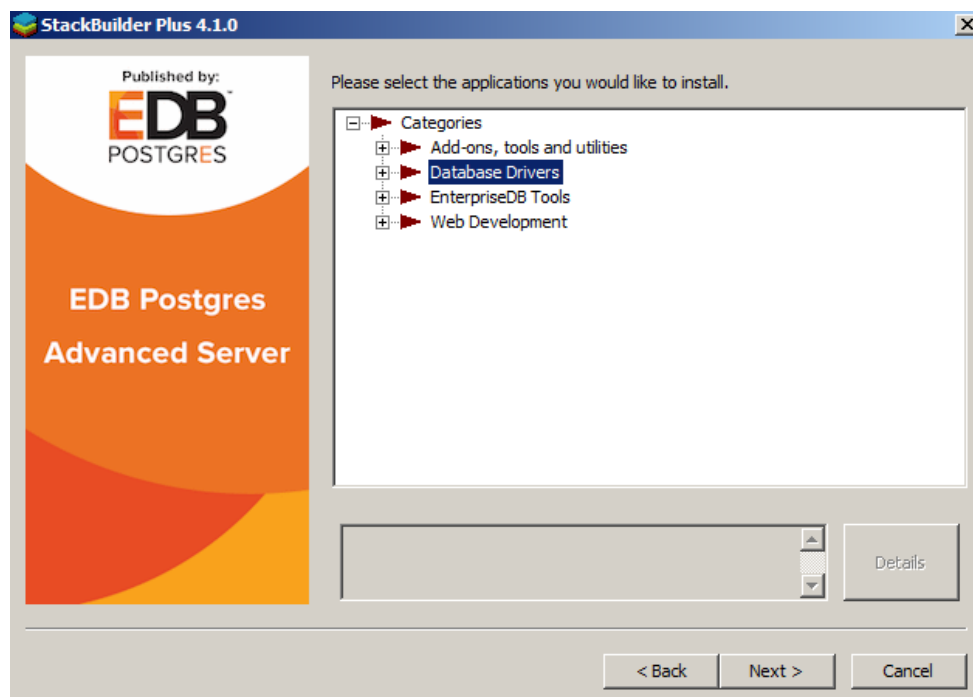 StackBuilder Plus 4.1.0
Published by:
EDB™
POSTGRES
EDB Postgres
Advanced Server
Please select the applications you would like to install.
Categories
Add-ons, tools and utilities
Database Drivers
EnterpriseDB Tools
Web Development
Details
< Back
Next >
Cancel